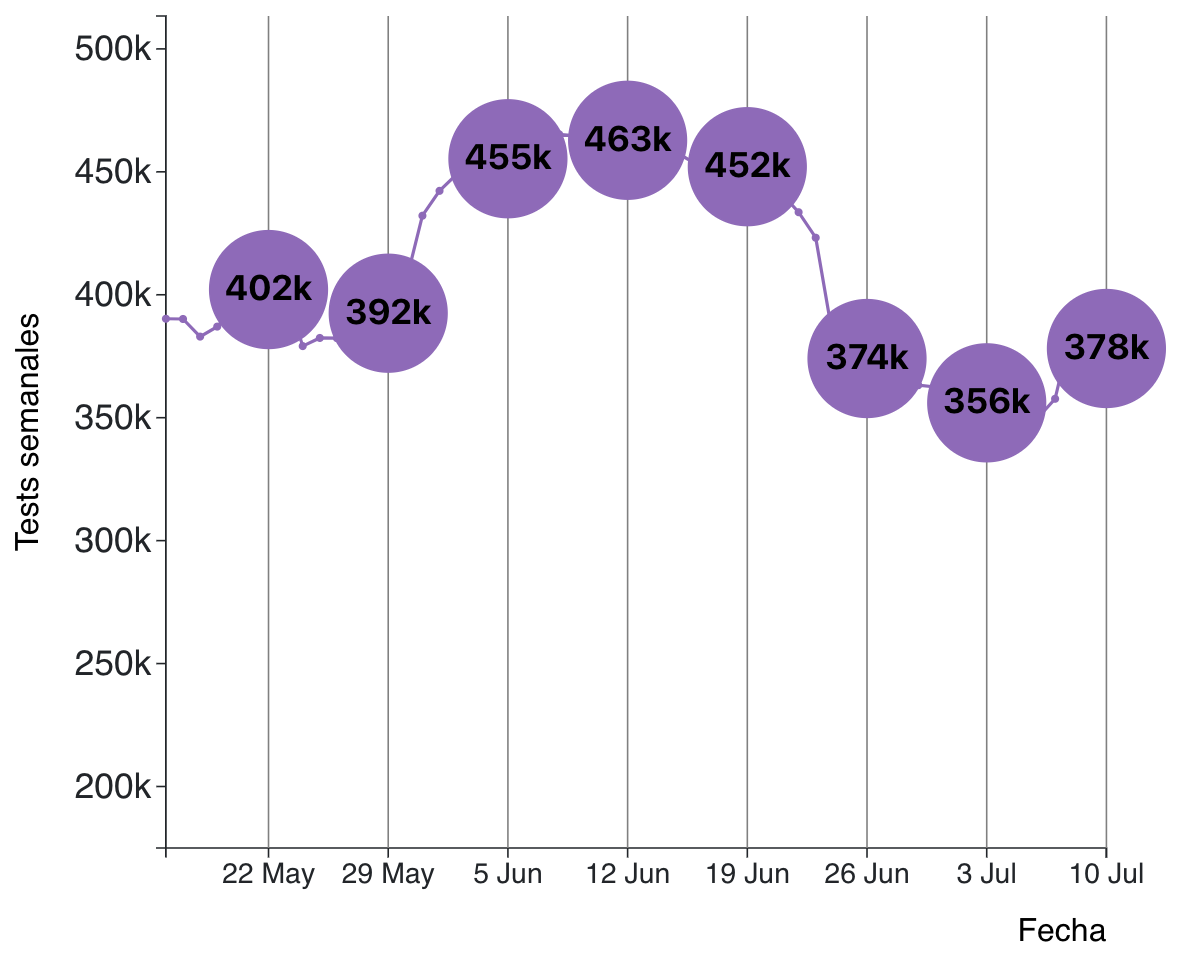 500k
450k
400k
350k
300k
250k
200k
Tests semanales
402k
392k
455k
463k
452k
374k
356k
378k
22 May
29 May
5 Jun
12 Jun
19 Jun
26 Jun
3 Jul
10 Jul
Fecha